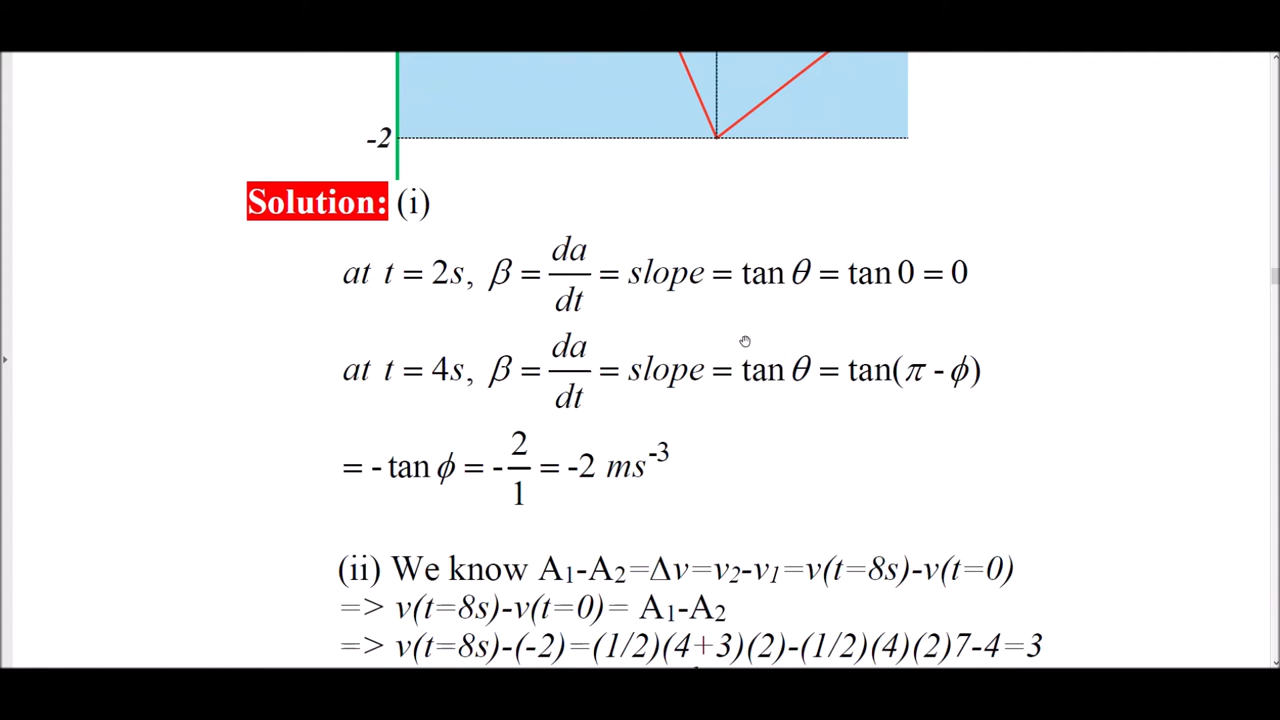 -2
Solution: (i)
at t = 2s, β = da/dt = slope = tan θ = tan 0 = 0
at t = 4s, β = da/dt = slope = tan θ = tan(π - ϕ)
= - tan ϕ = - 2/1 = -2 ms⁻³
(ii) We know A₁-A₂=Δv=v₂-v₁=v(t=8s)-v(t=0)
=> v(t=8s)-v(t=0)= A₁-A₂
=> v(t=8s)-(-2)=(1/2)(4+3)(2)-(1/2)(4)(2)7-4=3